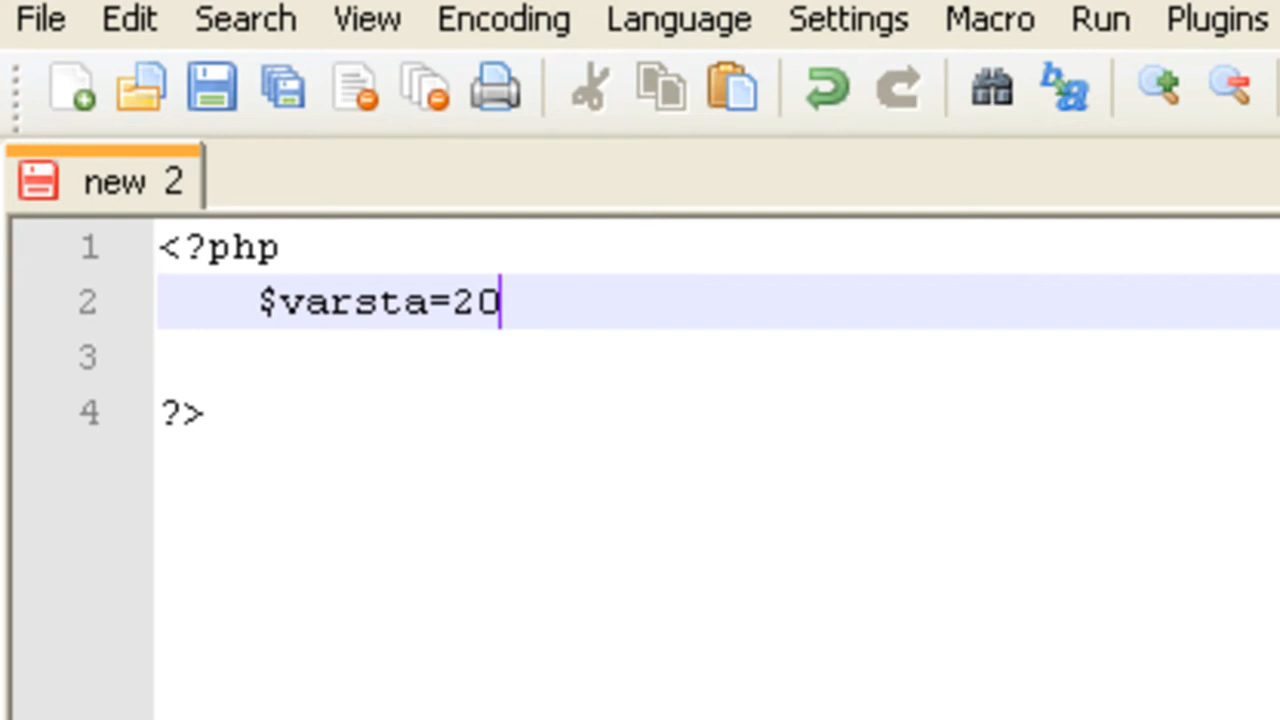 File Edit Search View Encoding Language Settings Macro Run Plugins
new 2
1 <?php
2 $varsta=20
3
4 ?>